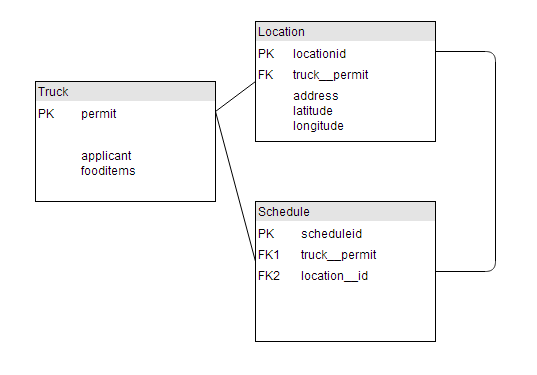 Truck
PK permit
applicant
fooditems
Location
PK locationid
FK truck__permit
address
latitude
longitude
Schedule
PK scheduleid
FK1 truck__permit
FK2 location__id